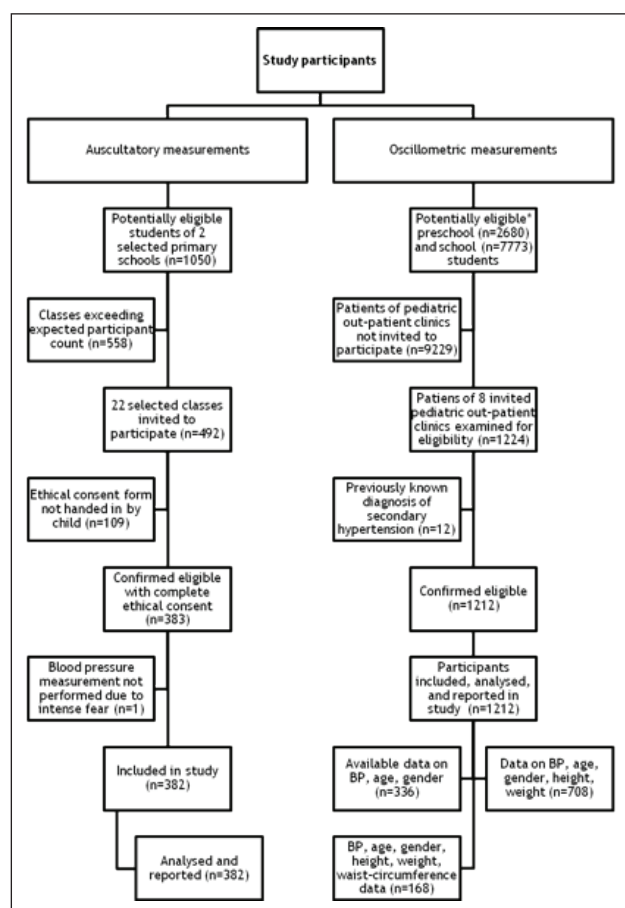 Study participants
Auscultatory measurements
Potentially eligible
students of 2
selected primary
schools (n=1050)
Classes exceeding
expected participant
count (n=558)
22 selected classes
invited to
participate (n=492)
Ethical consent form
not handed in by
child (n=109)
Confirmed eligible
with complete
ethical consent
(n=383)
Blood pressure
measurement not
performed due to
intense fear (n=1)
Included in study
(n=382)
Analysed and
reported (n=382)
Oscillometric measurements
Potentially eligible*
preschool (n=2680)
and school (n=7773)
students
Patients of pediatric
out-patient clinics
not invited to
participate (n=9229)
Patiens of 8 invited
pediatric out-patient
clinics examined for
eligibility (n=1224)
Previously known
diagnosis of
secondary
hypertension (n=12)
Confirmed eligible
(n=1212)
Participants
included, analysed,
and reported in
study (n=1212)
Available data on
BP, age, gender
(n=336)
Data on BP, age,
gender, height,
weight (n=708)
BP, age, gender,
height, weight,
waist-circumference
data (n=168)